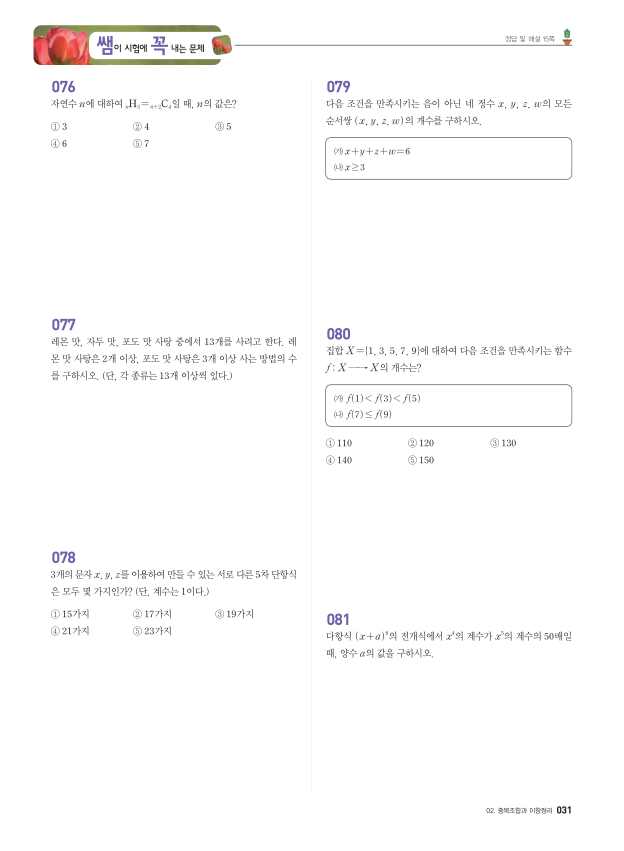 쌤이 시험에 꼭 내는 문제
정답 및 해설 15쪽
076
자연수 n에 대하여 ₙH₃=ₙ₊₂C₄일 때, n의 값은?
① 3 ② 4 ③ 5
④ 6 ⑤ 7
077
레몬 맛, 자두 맛, 포도 맛 사탕 중에서 13개를 사려고 한다. 레
몬 맛 사탕은 2개 이상, 포도 맛 사탕은 3개 이상 사는 방법의 수
를 구하시오. (단, 각 종류는 13개 이상씩 있다.)
078
3개의 문자 x, y, z를 이용하여 만들 수 있는 서로 다른 5차 단항식
은 모두 몇 가지인가? (단, 계수는 1이다.)
① 15가지 ② 17가지 ③ 19가지
④ 21가지 ⑤ 23가지
079
다음 조건을 만족시키는 음이 아닌 네 정수 x, y, z, w의 모든
순서쌍 (x, y, z, w)의 개수를 구하시오.
㈎ x+y+z+w=6
㈏ x≥3
080
집합 X={1, 3, 5, 7, 9}에 대하여 다음 조건을 만족시키는 함수
f : X ⟶ X의 개수는?
㈎ f(1)< f(3)< f(5)
㈏ f(7)≤ f(9)
① 110 ② 120 ③ 130
④ 140 ⑤ 150
081
다항식 (x+a)⁶의 전개식에서 x⁴의 계수가 x⁵의 계수의 50배일
때, 양수 a의 값을 구하시오.
02. 중복조합과 이항정리 031